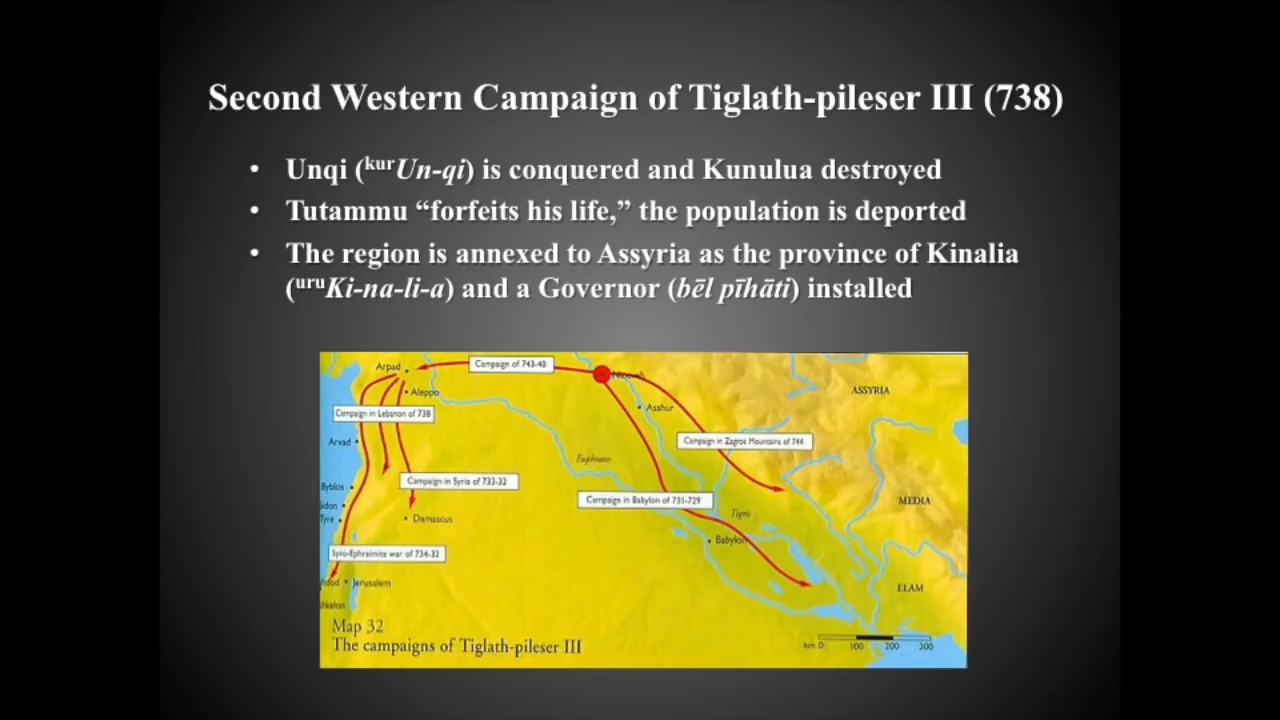 Second Western Campaign of Tiglath-pileser III (738)
• Unqi (kurUn-qi) is conquered and Kunulua destroyed
• Tutammu “forfeits his life,” the population is deported
• The region is annexed to Assyria as the province of Kinalia
(uruKi-na-li-a) and a Governor (bēl pīhāti) installed
Arpad
Campaign of 743-40
Nineveh
ASSYRIA
Aleppo
Asshur
Campaign in Lebanon of 738
Arvad
Campaign in Zagros Mountains of 744
Euphrates
Byblos
Campaign in Syria of 733-32
Campaign in Babylon of 731-729
MEDIA
idon
Tyre
Damascus
Tigris
Babylon
Syro-Ephraimite war of 734-32
hdod
Jerusalem
ELAM
shkelon
Map 32
The campaigns of Tiglath-pileser III
km 0 100 200 300